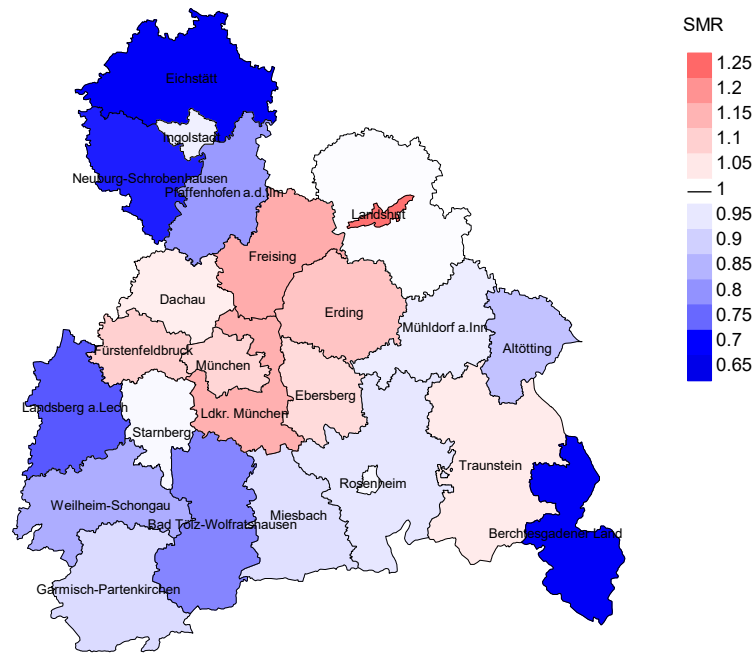 SMR
1.25
1.2
1.15
1.1
1.05
1
0.95
0.9
0.85
0.8
0.75
0.7
0.65
Eichstött
Ingolstadt
Neuburg-Schrobenhausen
Pfaffenhofen a.d.Ilm
Landshut
Freising
Dachau
Erding
Mühldorf a.Inn
Altötting
Fürstenfeldbruck
München
Ebersberg
Landsberg a.Lech
Ldkr. München
Starnberg
Traunstein
Rosenheim
Weilheim-Schongau
Miesbach
Bad Tölz-Wolfratshausen
Berchtesgadener Land
Garmisch-Partenkirchen